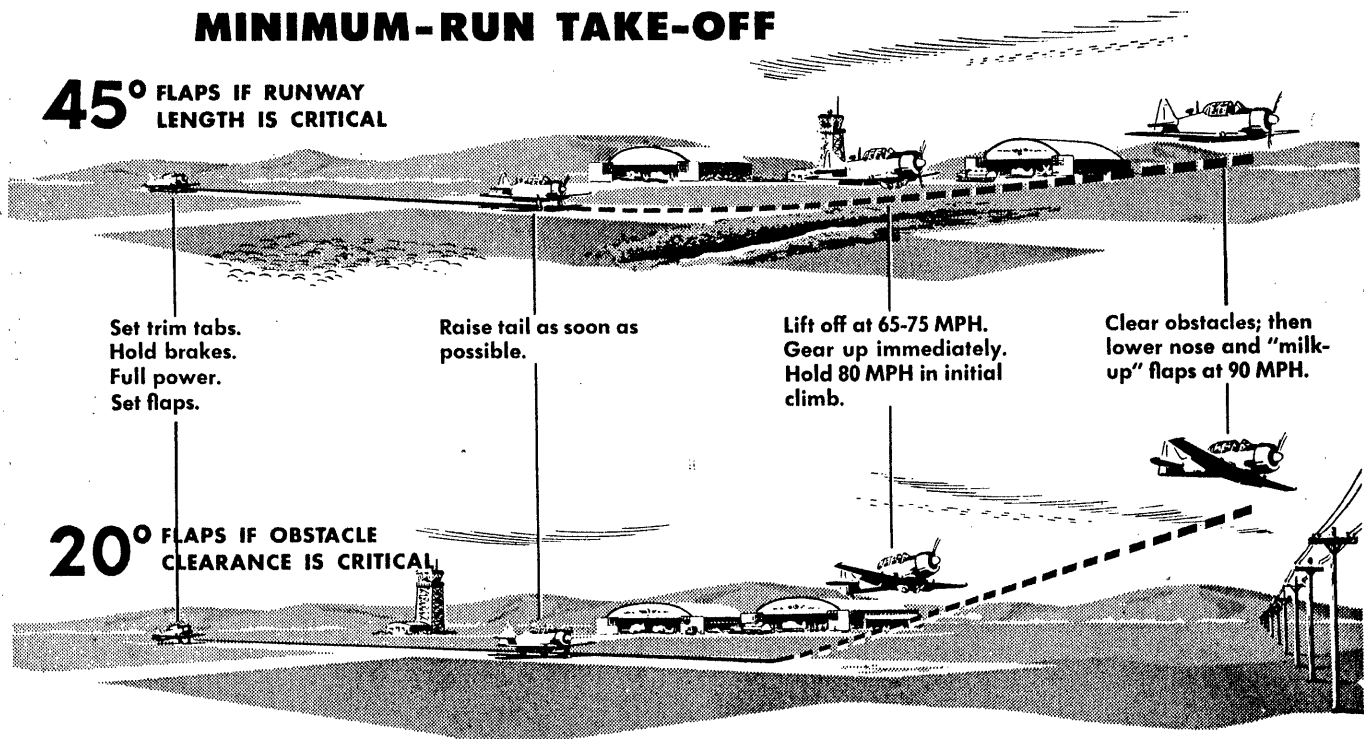 MINIMUM-RUN TAKE-OFF
45° FLAPS IF RUNWAY
LENGTH IS CRITICAL
Set trim tabs.
Hold brakes.
Full power.
Set flaps.
Raise tail as soon as
possible.
Lift off at 65-75 MPH.
Gear up immediately.
Hold 80 MPH in initial
climb.
Clear obstacles; then
lower nose and "milk-
up" flaps at 90 MPH.
20° FLAPS IF OBSTACLE
CLEARANCE IS CRITICAL